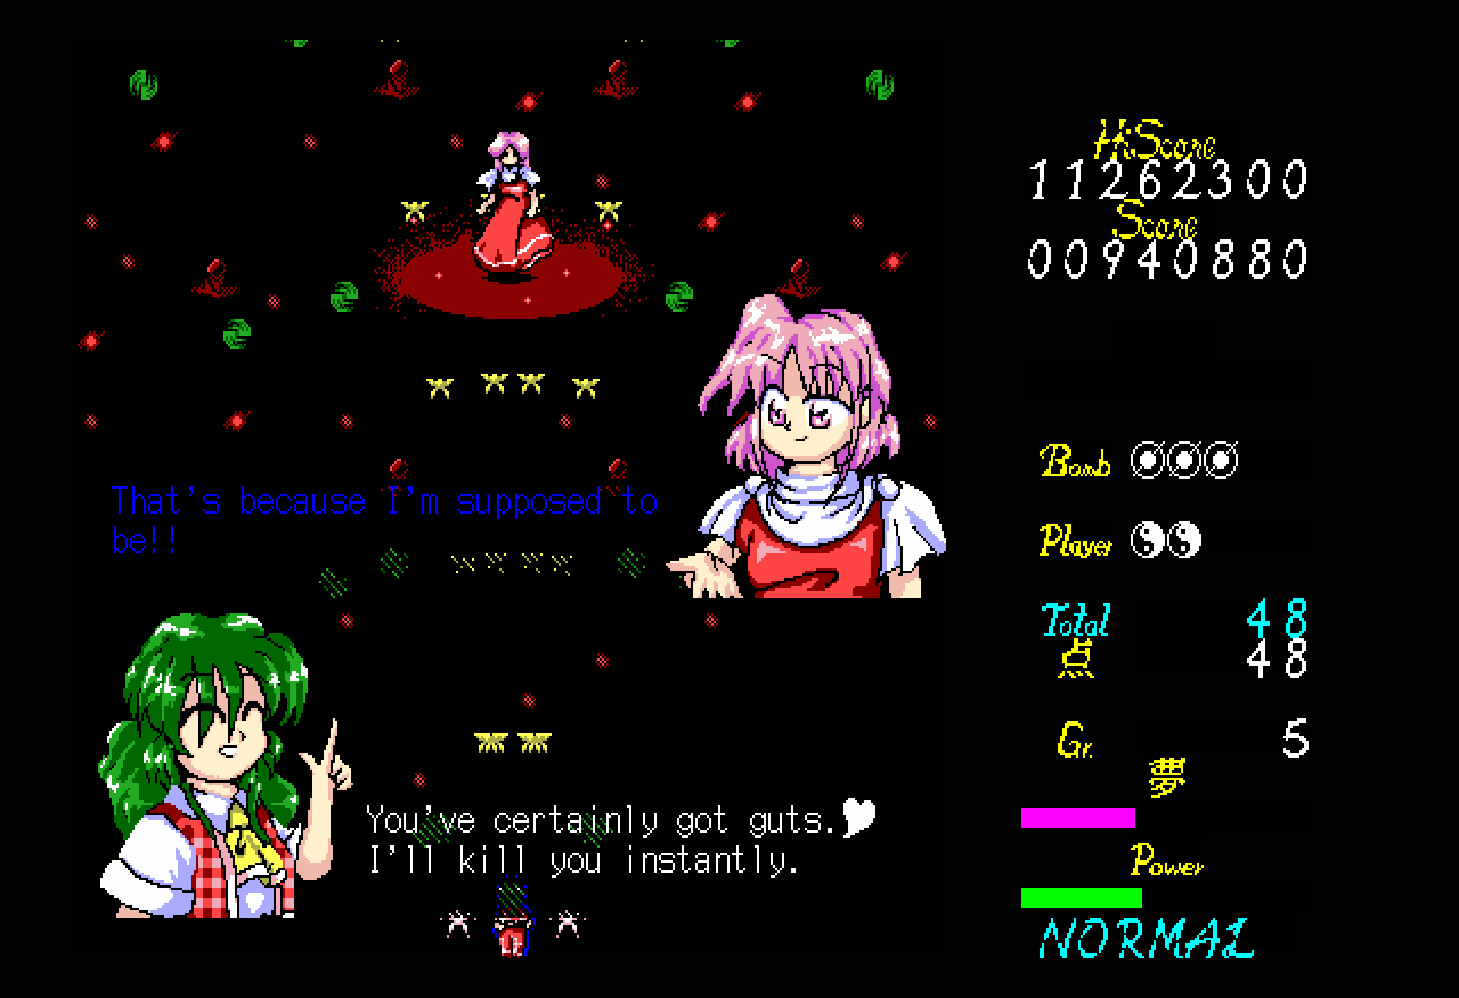 HiScore
11262300
Score
00940880
That's because I'm supposed to
be!!
You've certainly got guts.
I'll kill you instantly.
Bomb
Player
Total 48
点 48
Gr. 5
夢
Power
NORMAL